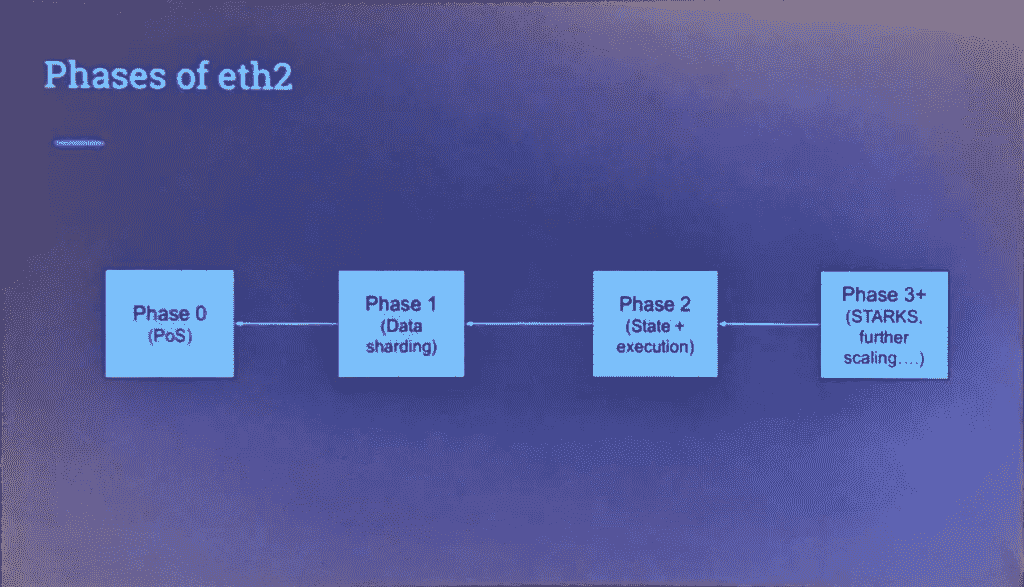 Phases of eth2
Phase 0
(PoS)
Phase 1
(Data
sharding)
Phase 2
(State +
execution)
Phase 3+
(STARKS,
further
scaling....)